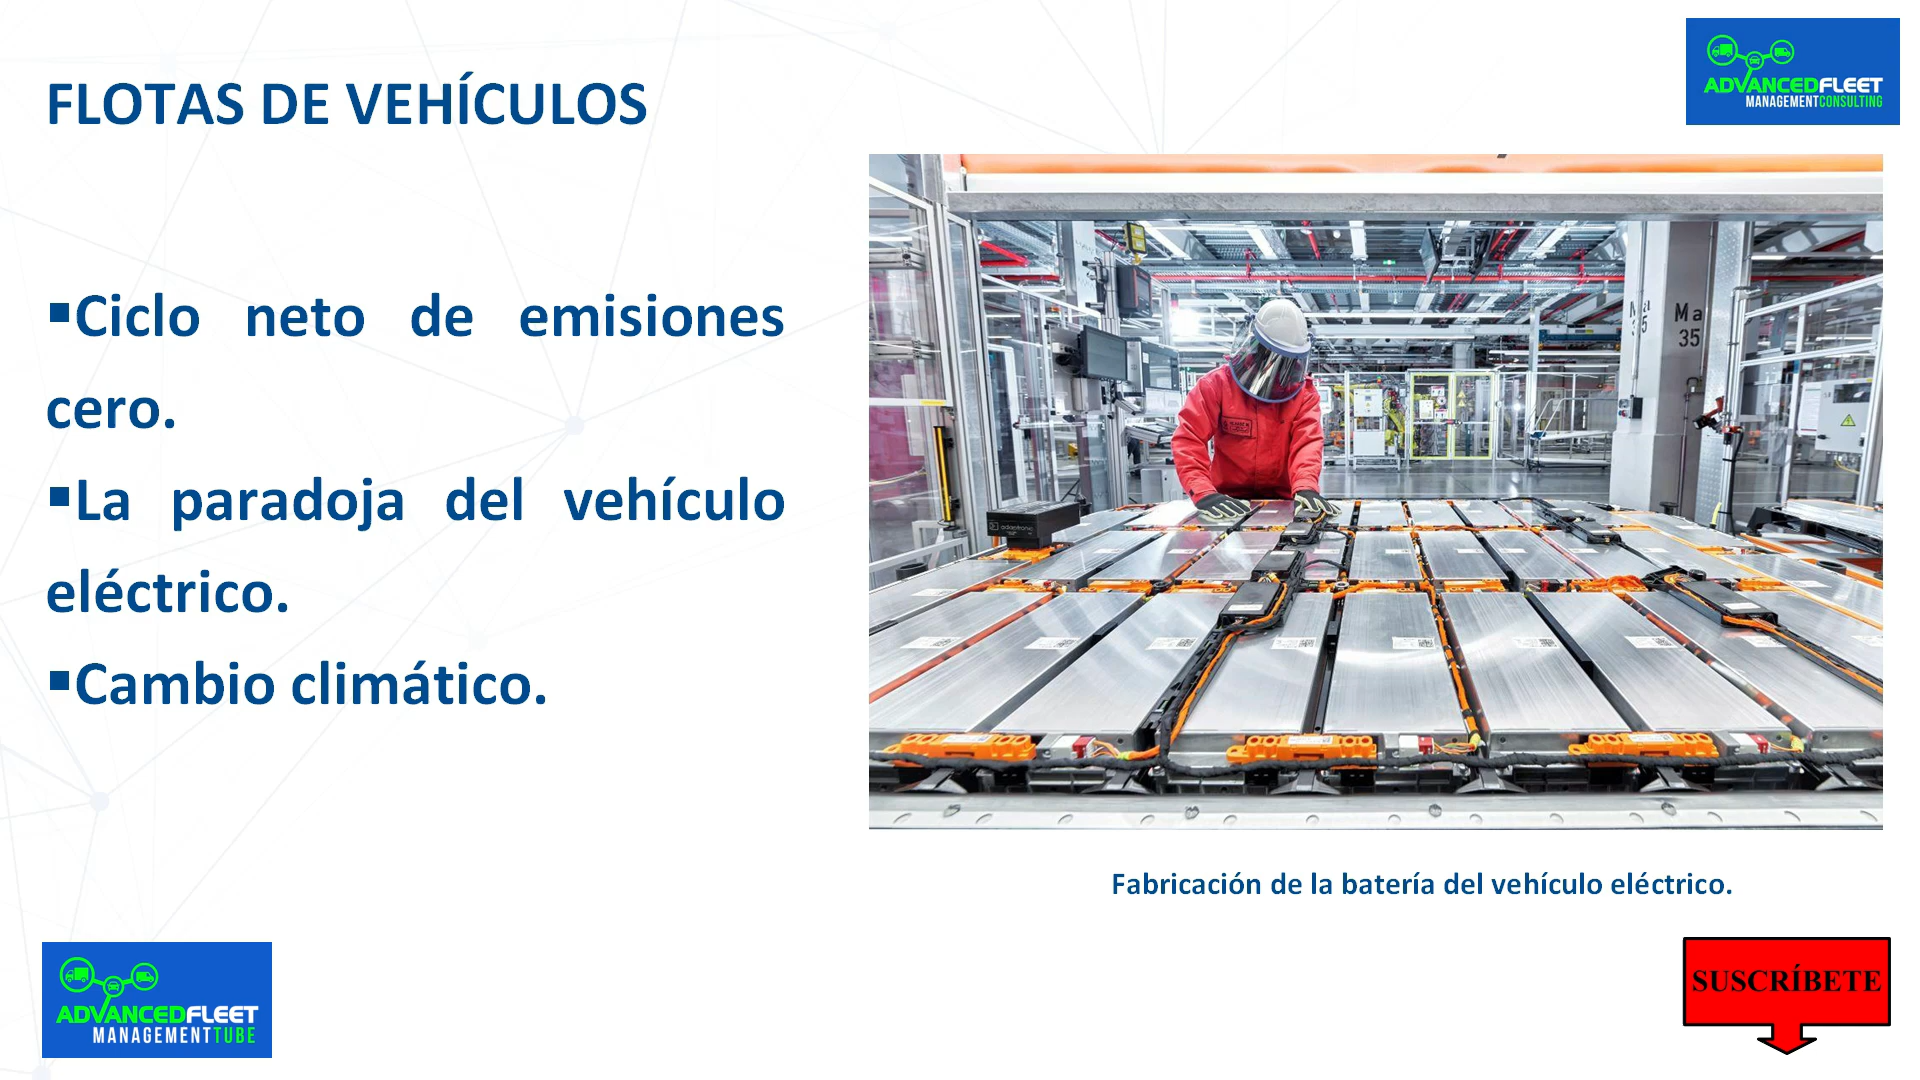 FLOTAS DE VEHÍCULOS
ADVANCEDFLEET
MANAGEMENTCONSULTING
▪Ciclo neto de emisiones
cero.
▪La paradoja del vehículo
eléctrico.
▪Cambio climático.
Ma
35
Fabricación de la batería del vehículo eléctrico.
ADVANCEDFLEET
MANAGEMENTTUBE
SUSCRÍBETE